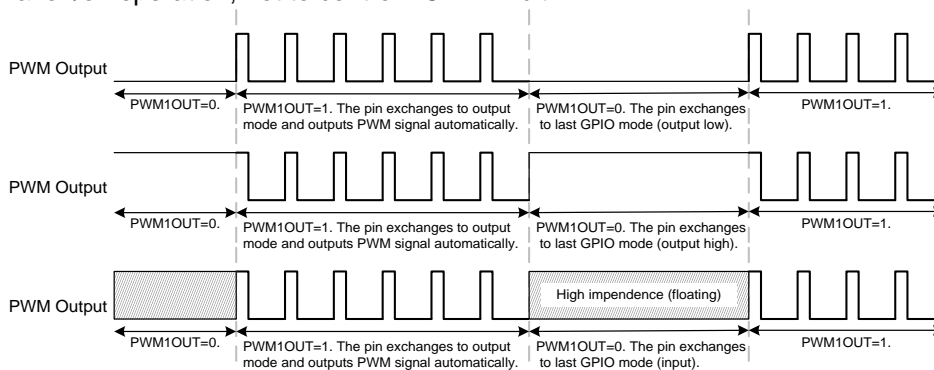 PWM Output
PWM1OUT=0.
PWM1OUT=1. The pin exchanges to output
mode and outputs PWM signal automatically.
PWM1OUT=0. The pin exchanges
to last GPIO mode (output low).
PWM1OUT=1.
PWM Output
PWM1OUT=0.
PWM1OUT=1. The pin exchanges to output
mode and outputs PWM signal automatically.
PWM1OUT=0. The pin exchanges
to last GPIO mode (output high).
PWM1OUT=1.
High impendence (floating)
PWM Output
PWM1OUT=0.
PWM1OUT=1. The pin exchanges to output
mode and outputs PWM signal automatically.
PWM1OUT=0. The pin exchanges
to last GPIO mode (input).
PWM1OUT=1.